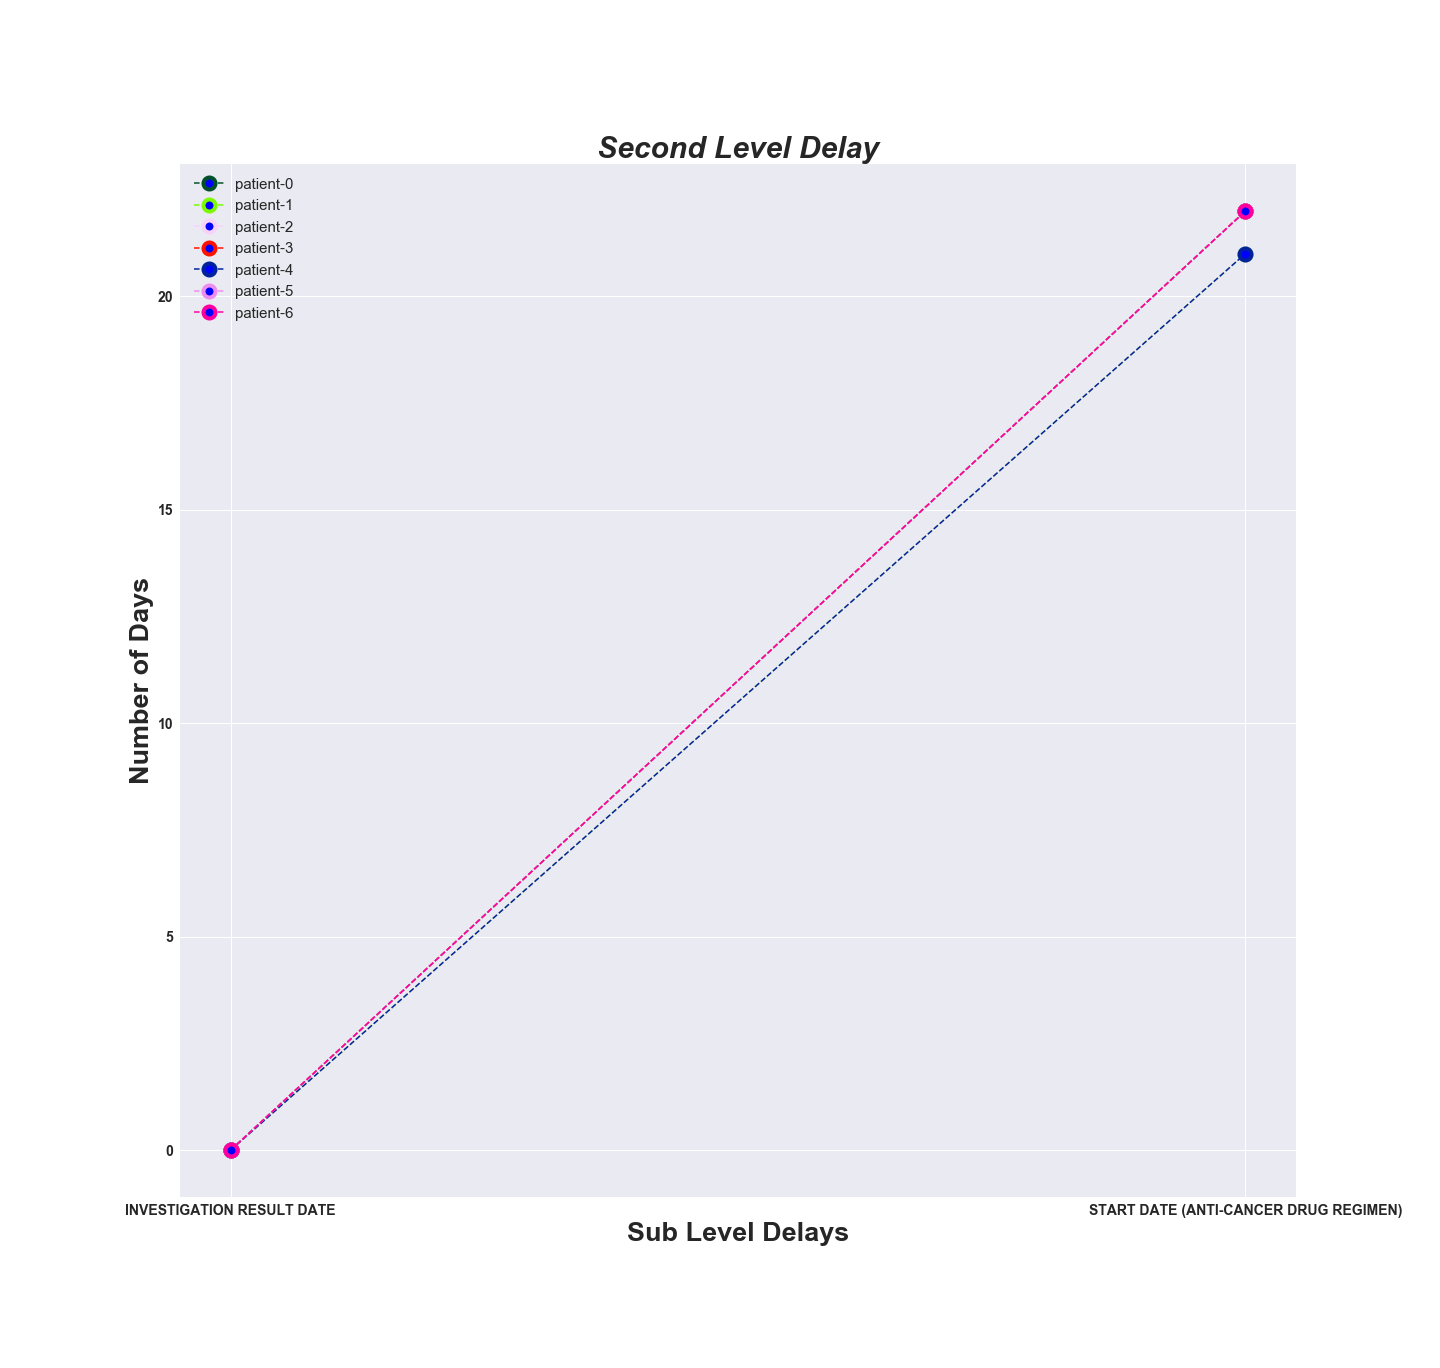 Second Level Delay
patient-0
patient-1
patient-2
patient-3
patient-4
patient-5
patient-6
20
15
10
5
0
Number of Days
INVESTIGATION RESULT DATE
START DATE (ANTI-CANCER DRUG REGIMEN)
Sub Level Delays